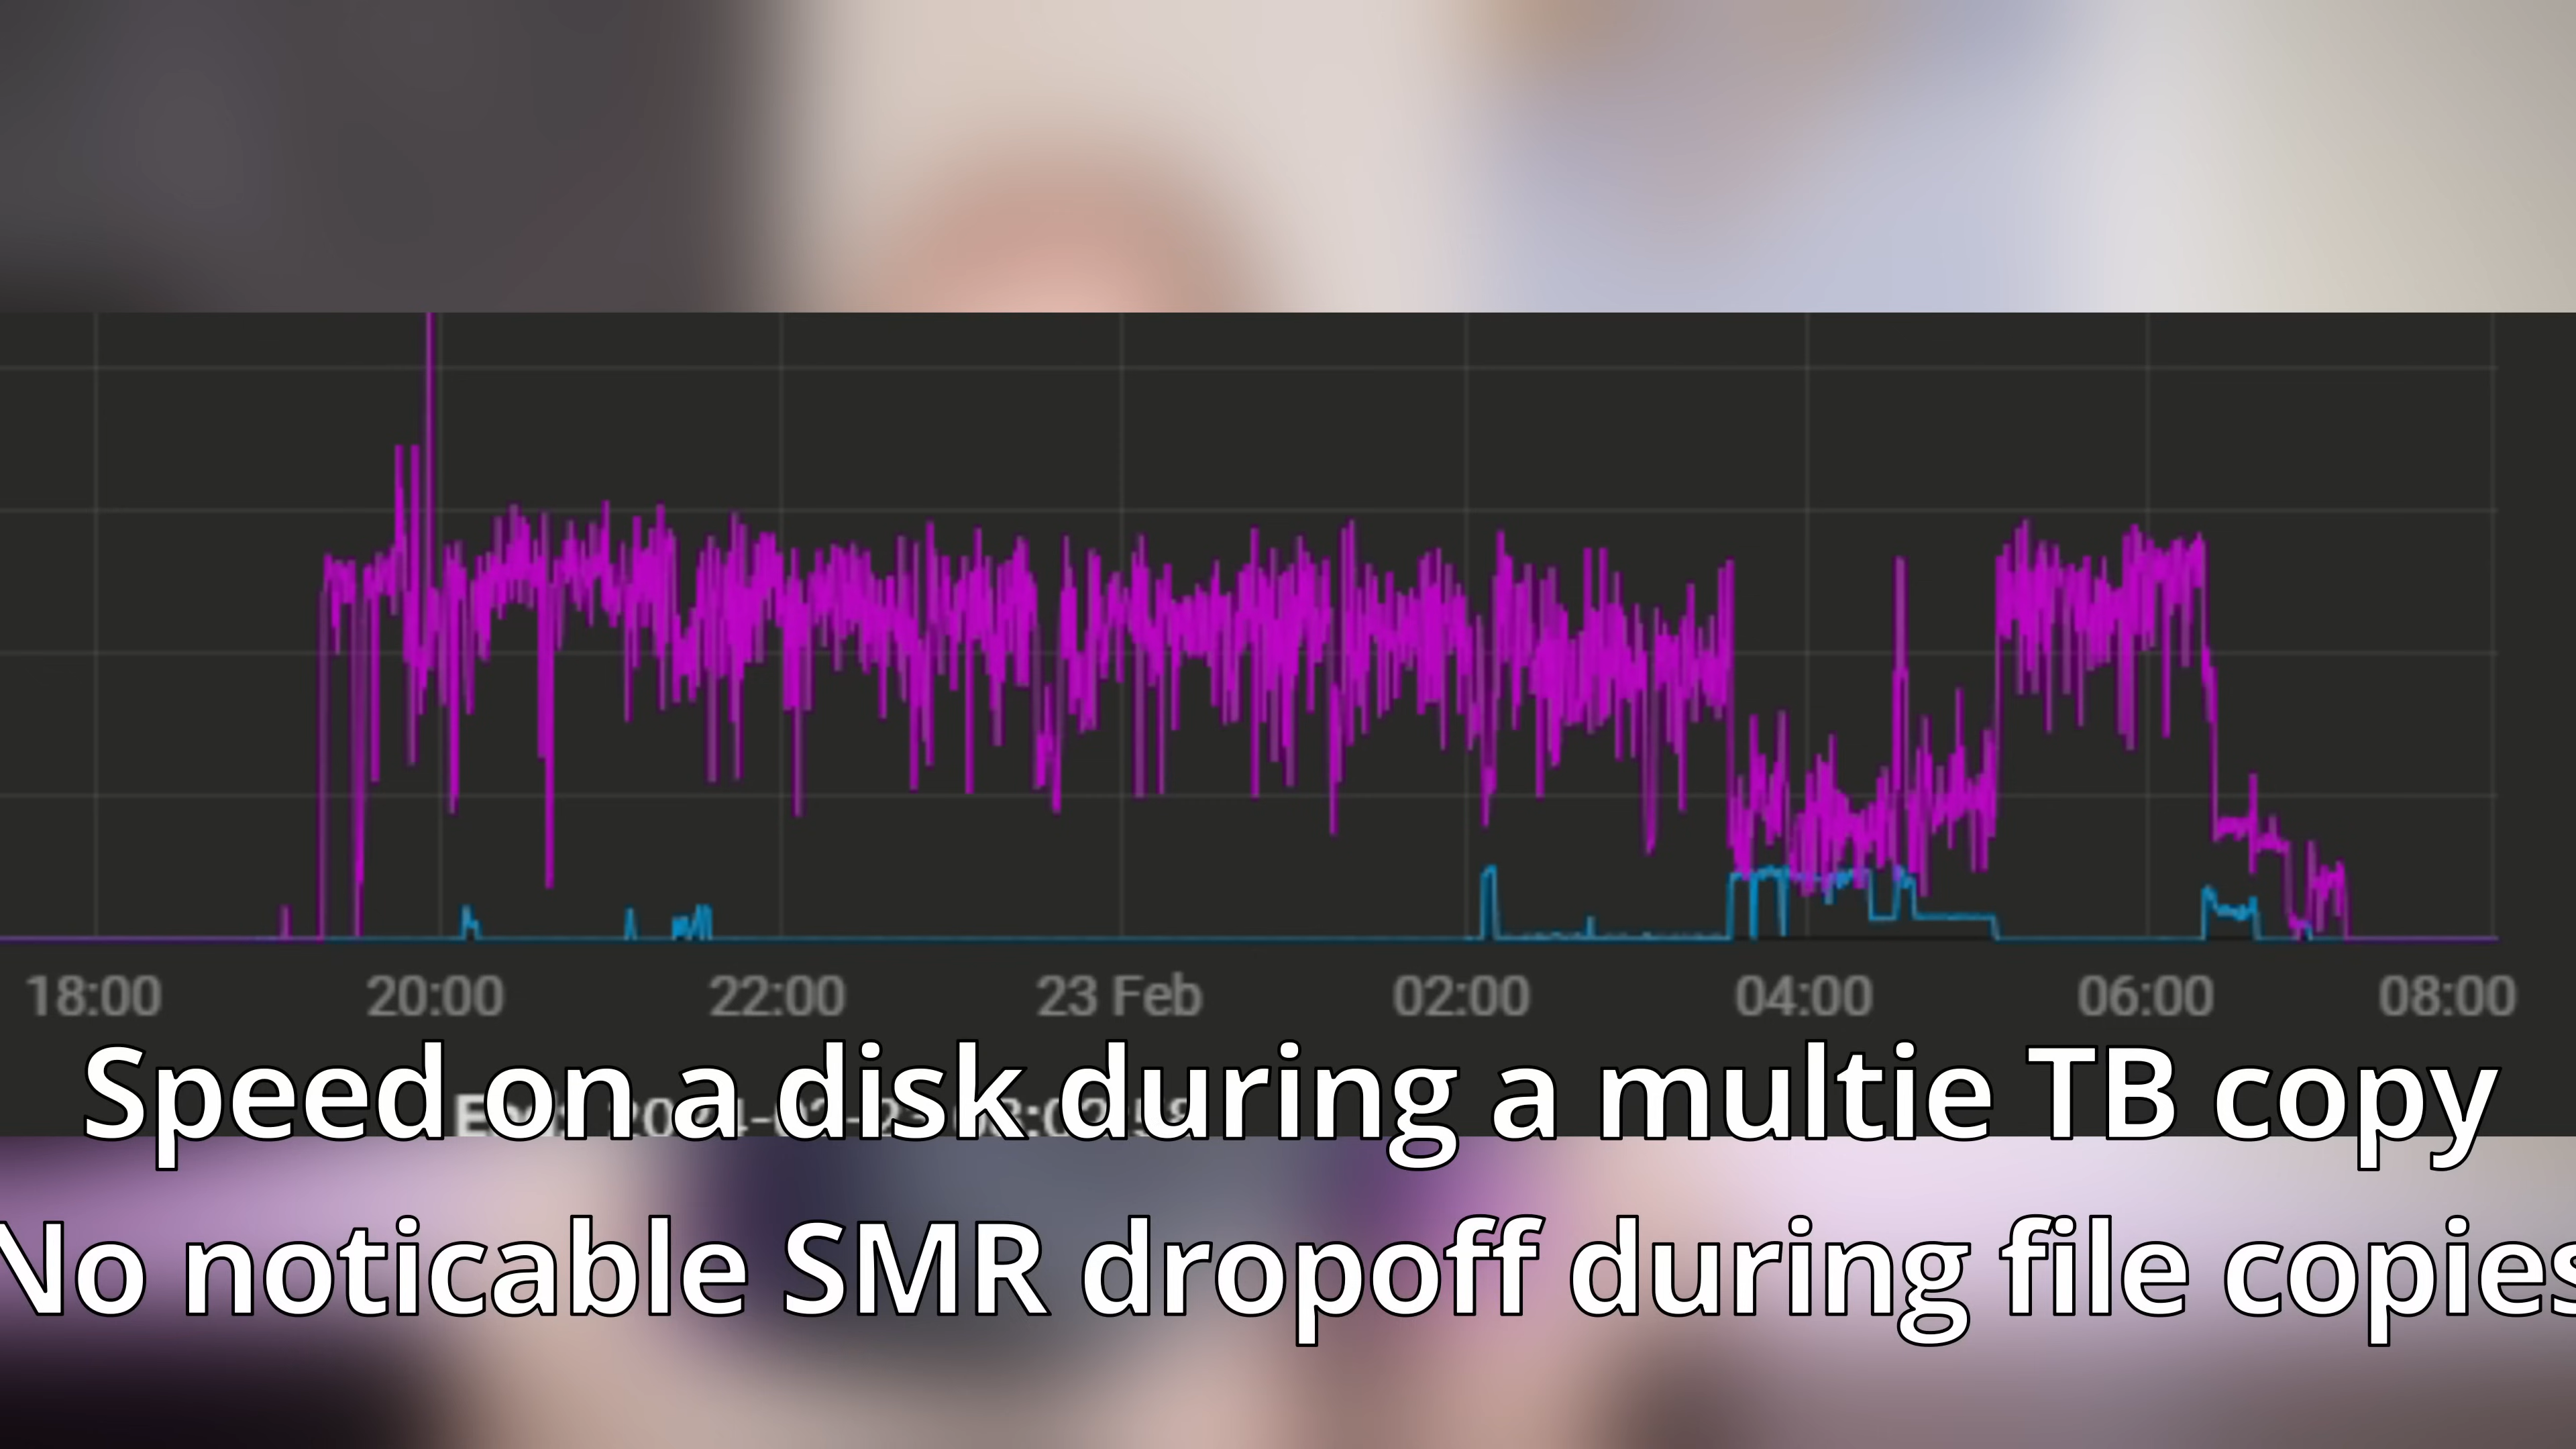 18:00 20:00 22:00 23 Feb 02:00 04:00 06:00 08:00
Speed on a disk during a multie TB copy
No noticable SMR dropoff during file copies